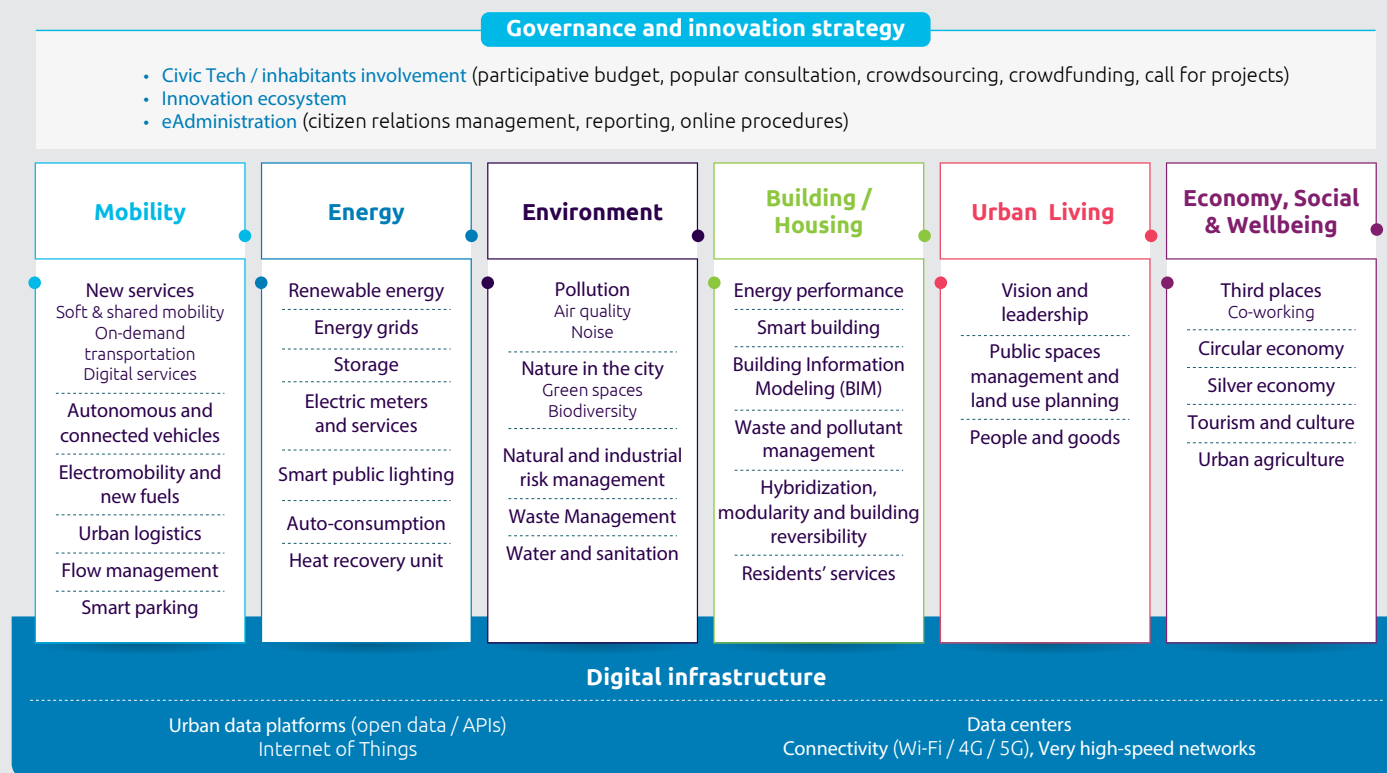 Governance and innovation strategy
• Civic Tech / inhabitants involvement (participative budget, popular consultation, crowdsourcing, crowdfunding, call for projects)
• Innovation ecosystem
• eAdministration (citizen relations management, reporting, online procedures)
Mobility
New services
Soft & shared mobility
On-demand
transportation
Digital services
Autonomous and
connected vehicles
Electromobility and
new fuels
Urban logistics
Flow management
Smart parking
Energy
Renewable energy
Energy grids
Storage
Electric meters
and services
Smart public lighting
Auto-consumption
Heat recovery unit
Environment
Pollution
Air quality
Noise
Nature in the city
Green spaces
Biodiversity
Natural and industrial
risk management
Waste Management
Water and sanitation
Building /
Housing
Energy performance
Smart building
Building Information
Modeling (BIM)
Waste and pollutant
management
Hybridization,
modularity and building
reversibility
Residents’ services
Urban Living
Vision and
leadership
Public spaces
management and
land use planning
People and goods
Economy, Social
& Wellbeing
Third places
Co-working
Circular economy
Silver economy
Tourism and culture
Urban agriculture
Digital infrastructure
Urban data platforms (open data / APIs)
Internet of Things
Data centers
Connectivity (Wi-Fi / 4G / 5G), Very high-speed networks